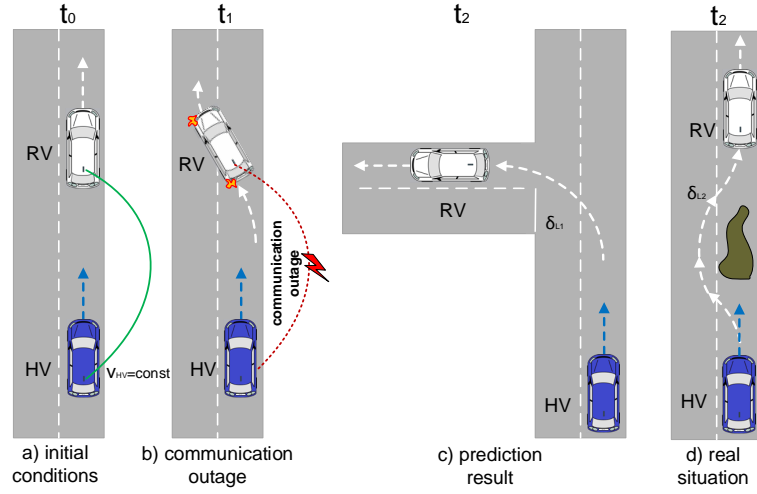 t0
t1
t2
t2
RV
RV
RV
RV
δL1
δL2
communication
outage
HV
vHV=const
HV
HV
HV
a) initial
conditions
b) communication
outage
c) prediction
result
d) real
situation